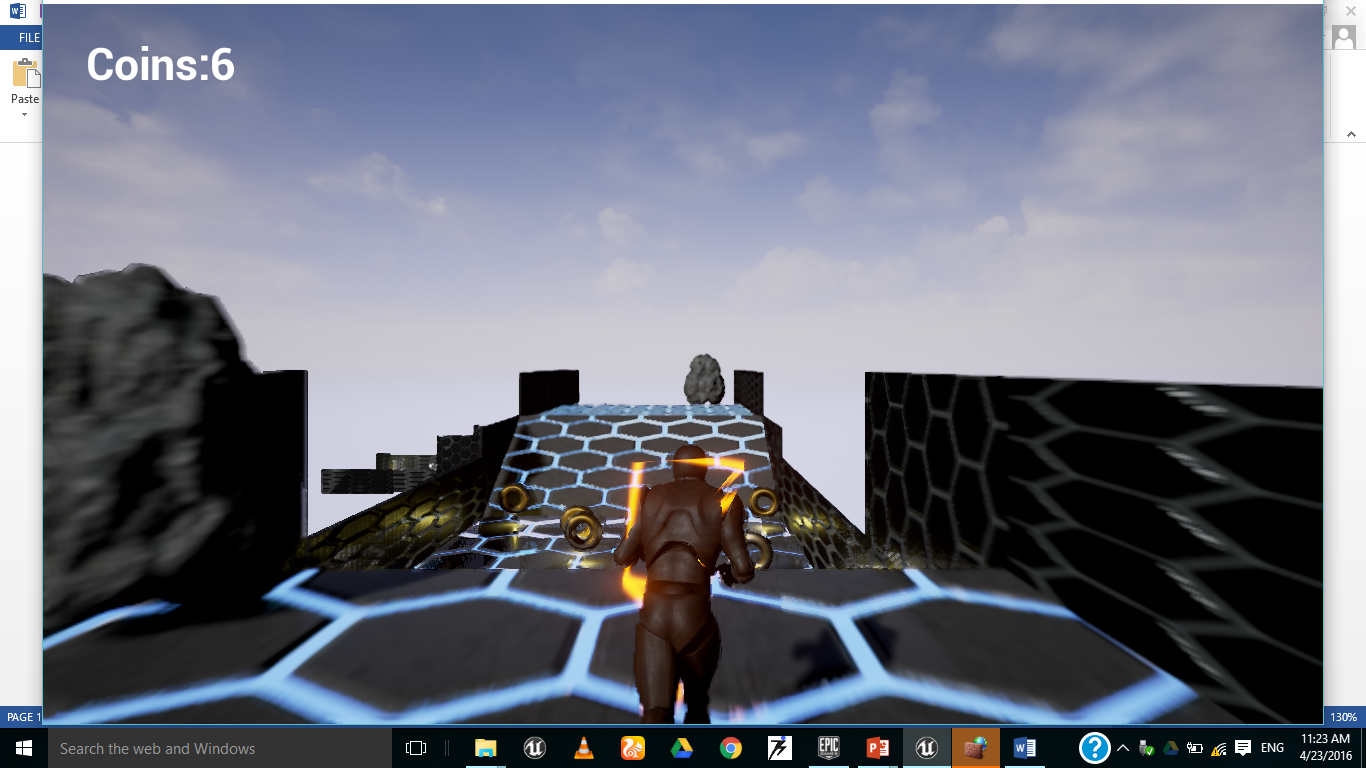 FILE
Coins:6
Paste
PAGE 1
130%
Search the web and Windows
EPIC
GAMES
ENG
11:23 AM
4/23/2016